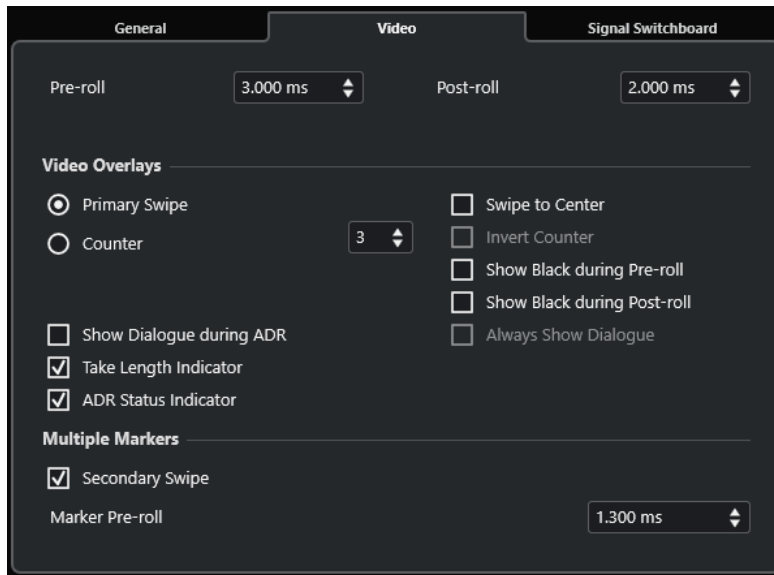 General Video Signal Switchboard
Pre-roll 3.000 ms Post-roll 2.000 ms
Video Overlays
Primary Swipe Swipe to Center
Counter 3 Invert Counter
Show Black during Pre-roll
Show Black during Post-roll
Show Dialogue during ADR Always Show Dialogue
Take Length Indicator
ADR Status Indicator
Multiple Markers
Secondary Swipe
Marker Pre-roll 1.300 ms